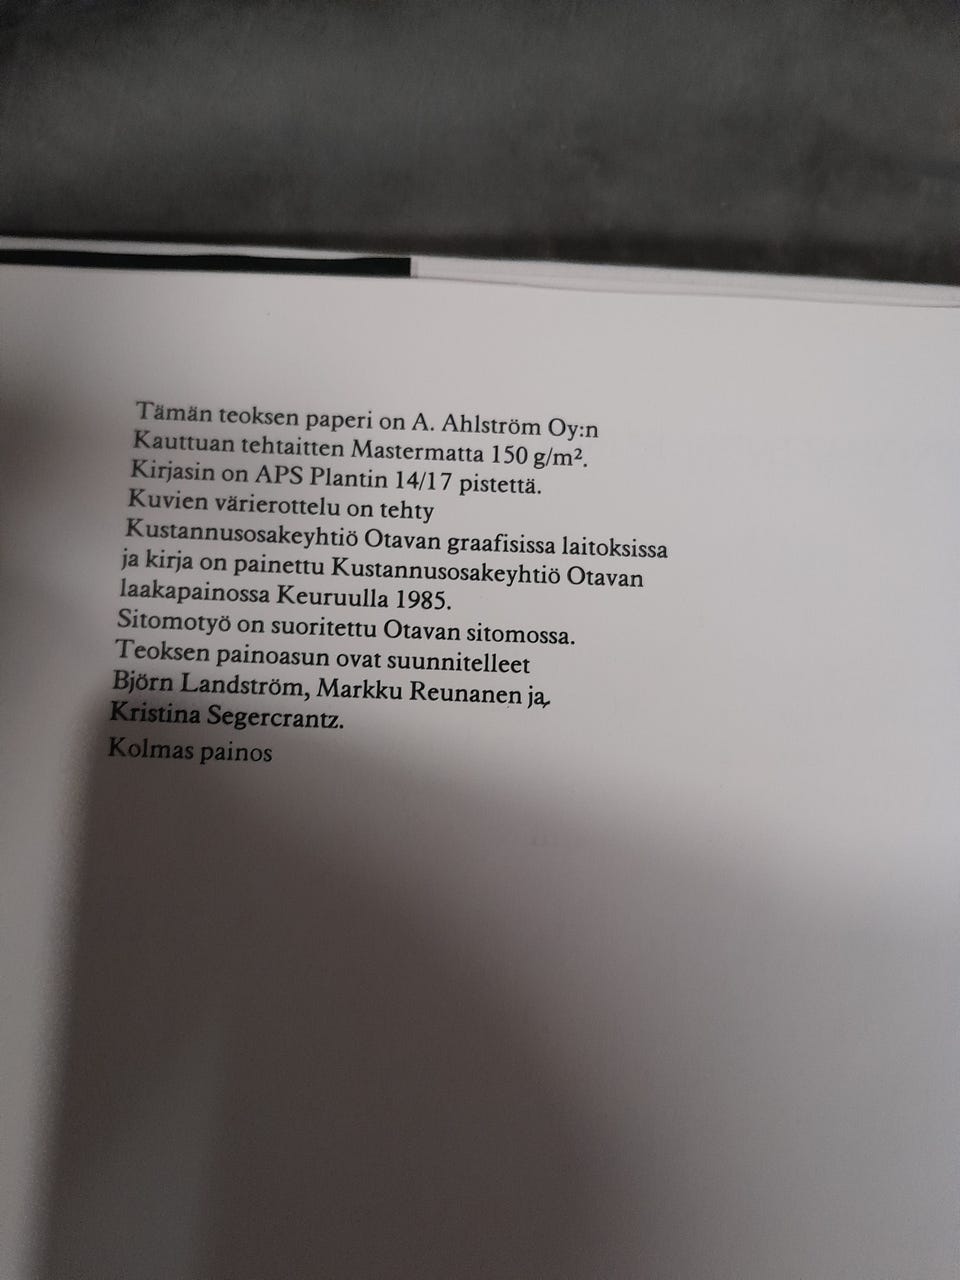 Tämän teoksen paperi on A. Ahlström Oy:n
Kauttuan tehtaitten Mastermatta 150 g/m².
Kirjasin on APS Plantin 14/17 pistettä.
Kuvien värierottelu on tehty
Kustannusosakeyhtiö Otavan graafisissa laitoksissa
ja kirja on painettu Kustannusosakeyhtiö Otavan
laakapainossa Keuruulla 1985.
Sitomotyö on suoritettu Otavan sitomossa.
Teoksen painoasun ovat suunnitelleet
Björn Landström, Markku Reunanen ja
Kristina Segercrantz.
Kolmas painos